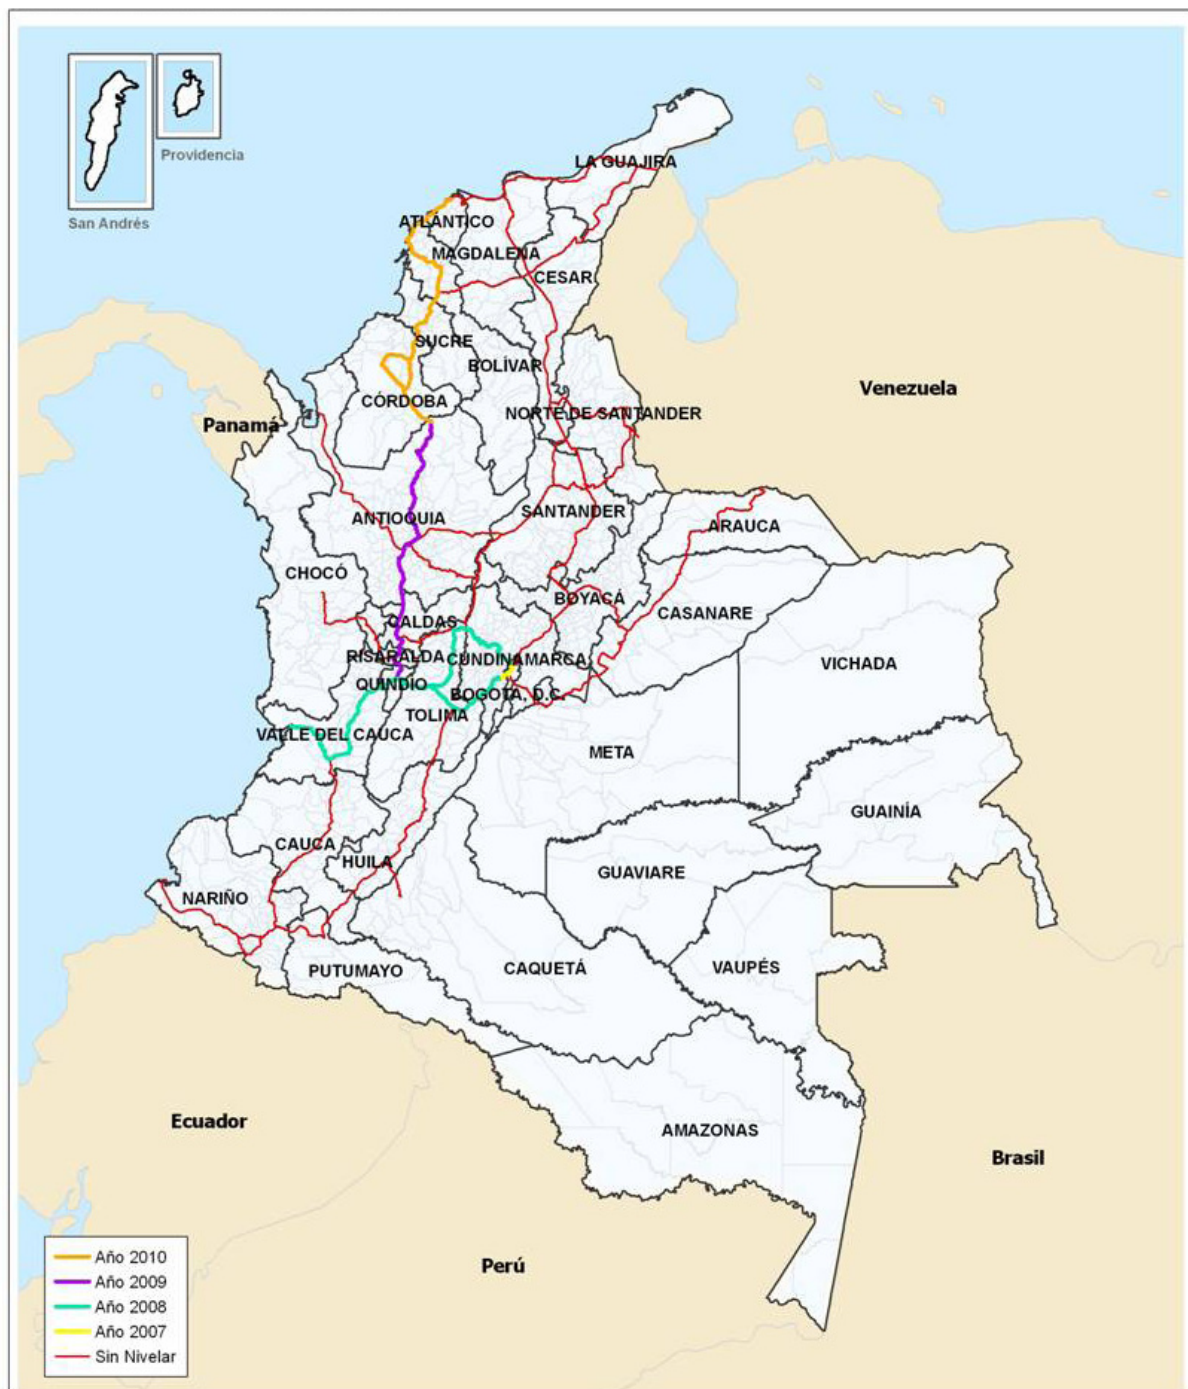 Providencia
San Andrés
LA GUAJIRA
ATLÁNTICO
MAGDALENA
CESAR
SUCRE
BOLÍVAR
Venezuela
CÓRDOBA
NORTE DE SANTANDER
Panamá
ANTIOQUIA
SANTANDER
ARAUCA
CHOCÓ
BOYACÁ
CASANARE
CALDAS
RISARALDA
CUNDINAMARCA
VICHADA
QUINDÍO
BOGOTÁ, D.C.
TOLIMA
VALLE DEL CAUCA
META
GUAINÍA
CAUCA
HUILA
GUAVIARE
NARIÑO
CAQUETÁ
VAUPÉS
PUTUMAYO
Ecuador
AMAZONAS
Brasil
Perú
Año 2010
Año 2009
Año 2008
Año 2007
Sin Nivelar